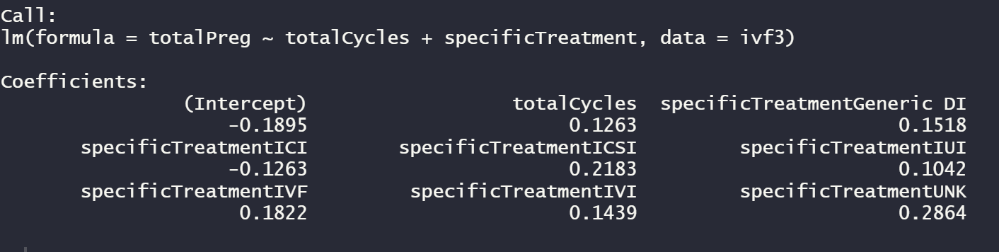 Call:
lm(formula = totalPreg ~ totalCycles + specificTreatment, data = ivf3)
Coefficients:
(Intercept) totalCycles specificTreatmentGeneric DI
-0.1895 0.1263 0.1518
specificTreatmentICI specificTreatmentICSI specificTreatmentIUI
-0.1263 0.2183 0.1042
specificTreatmentIVF specificTreatmentIVI specificTreatmentUNK
0.1822 0.1439 0.2864